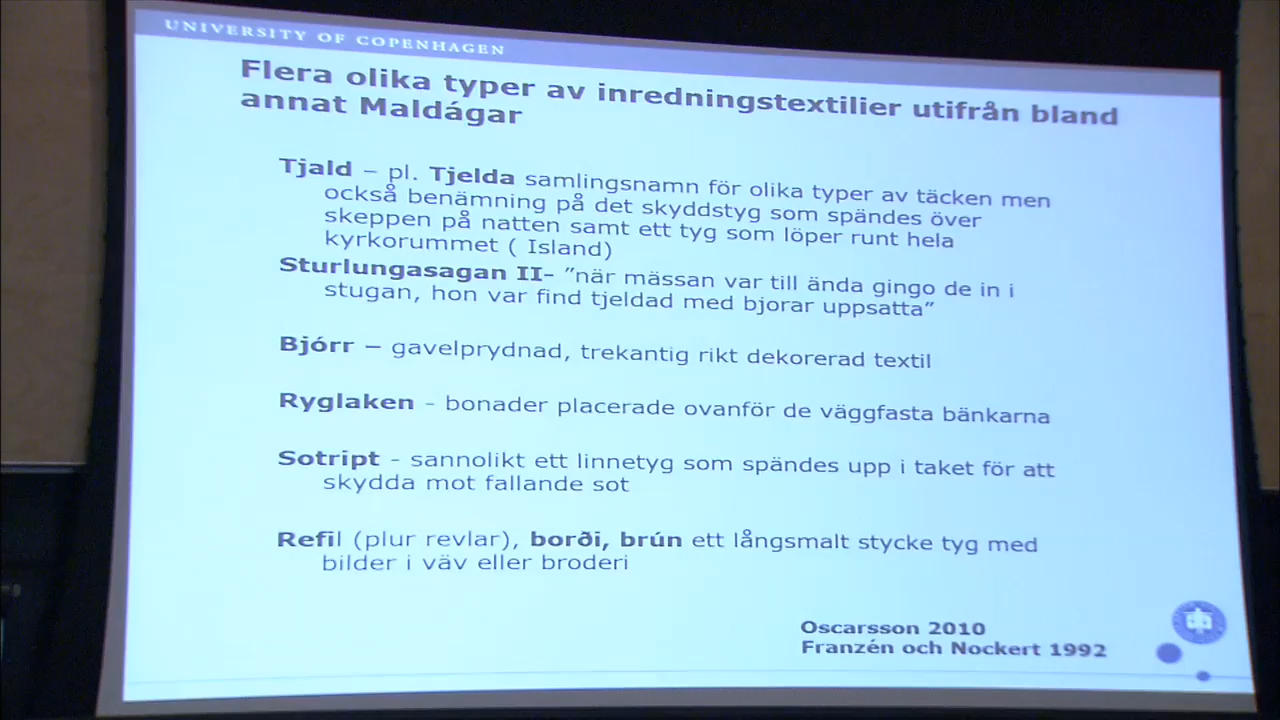 UNIVERSITY OF COPENHAGEN
Flera olika typer av inredningstextilier utifrån bland
annat Maldágar
Tjald – pl. Tjelda samlingsnamn för olika typer av täcken men
också benämning på det skyddstyg som spändes över
skeppen på natten samt ett tyg som löper runt hela
kyrkorummet ( Island)
Sturlungasagan II- ”när mässan var till ända gingo de in i
stugan, hon var find tjeldad med bjorar uppsatta”
Bjórr – gavelprydnad, trekantig rikt dekorerad textil
Ryglaken - bonader placerade ovanför de väggfasta bänkarna
Sotript - sannolikt ett linnetyg som spändes upp i taket för att
skydda mot fallande sot
Refil (plur revlar), borði, brún ett långsmalt stycke tyg med
bilder i väv eller broderi
Oscarsson 2010
Franzén och Nockert 1992